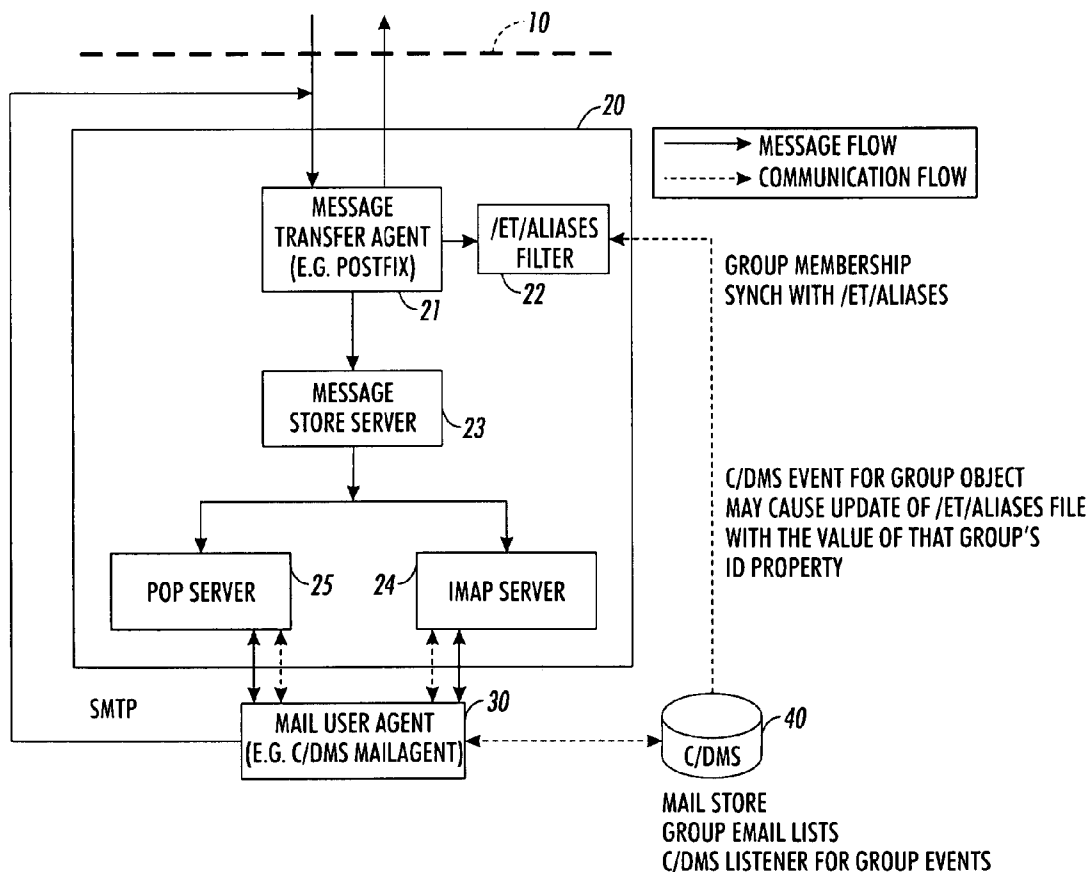 10
20
MESSAGE FLOW
COMMUNICATION FLOW
MESSAGE
TRANSFER AGENT
(E.G. POSTFIX)
21
/ET/ALIASES
FILTER
22
GROUP MEMBERSHIP
SYNCH WITH /ET/ALIASES
MESSAGE
STORE SERVER
23
C/DMS EVENT FOR GROUP OBJECT
MAY CAUSE UPDATE OF /ET/ALIASES FILE
WITH THE VALUE OF THAT GROUP'S
ID PROPERTY
POP SERVER
25
24
IMAP SERVER
SMTP
MAIL USER AGENT
(E.G. C/DMS MAILAGENT)
30
40
C/DMS
MAIL STORE
GROUP EMAIL LISTS
C/DMS LISTENER FOR GROUP EVENTS